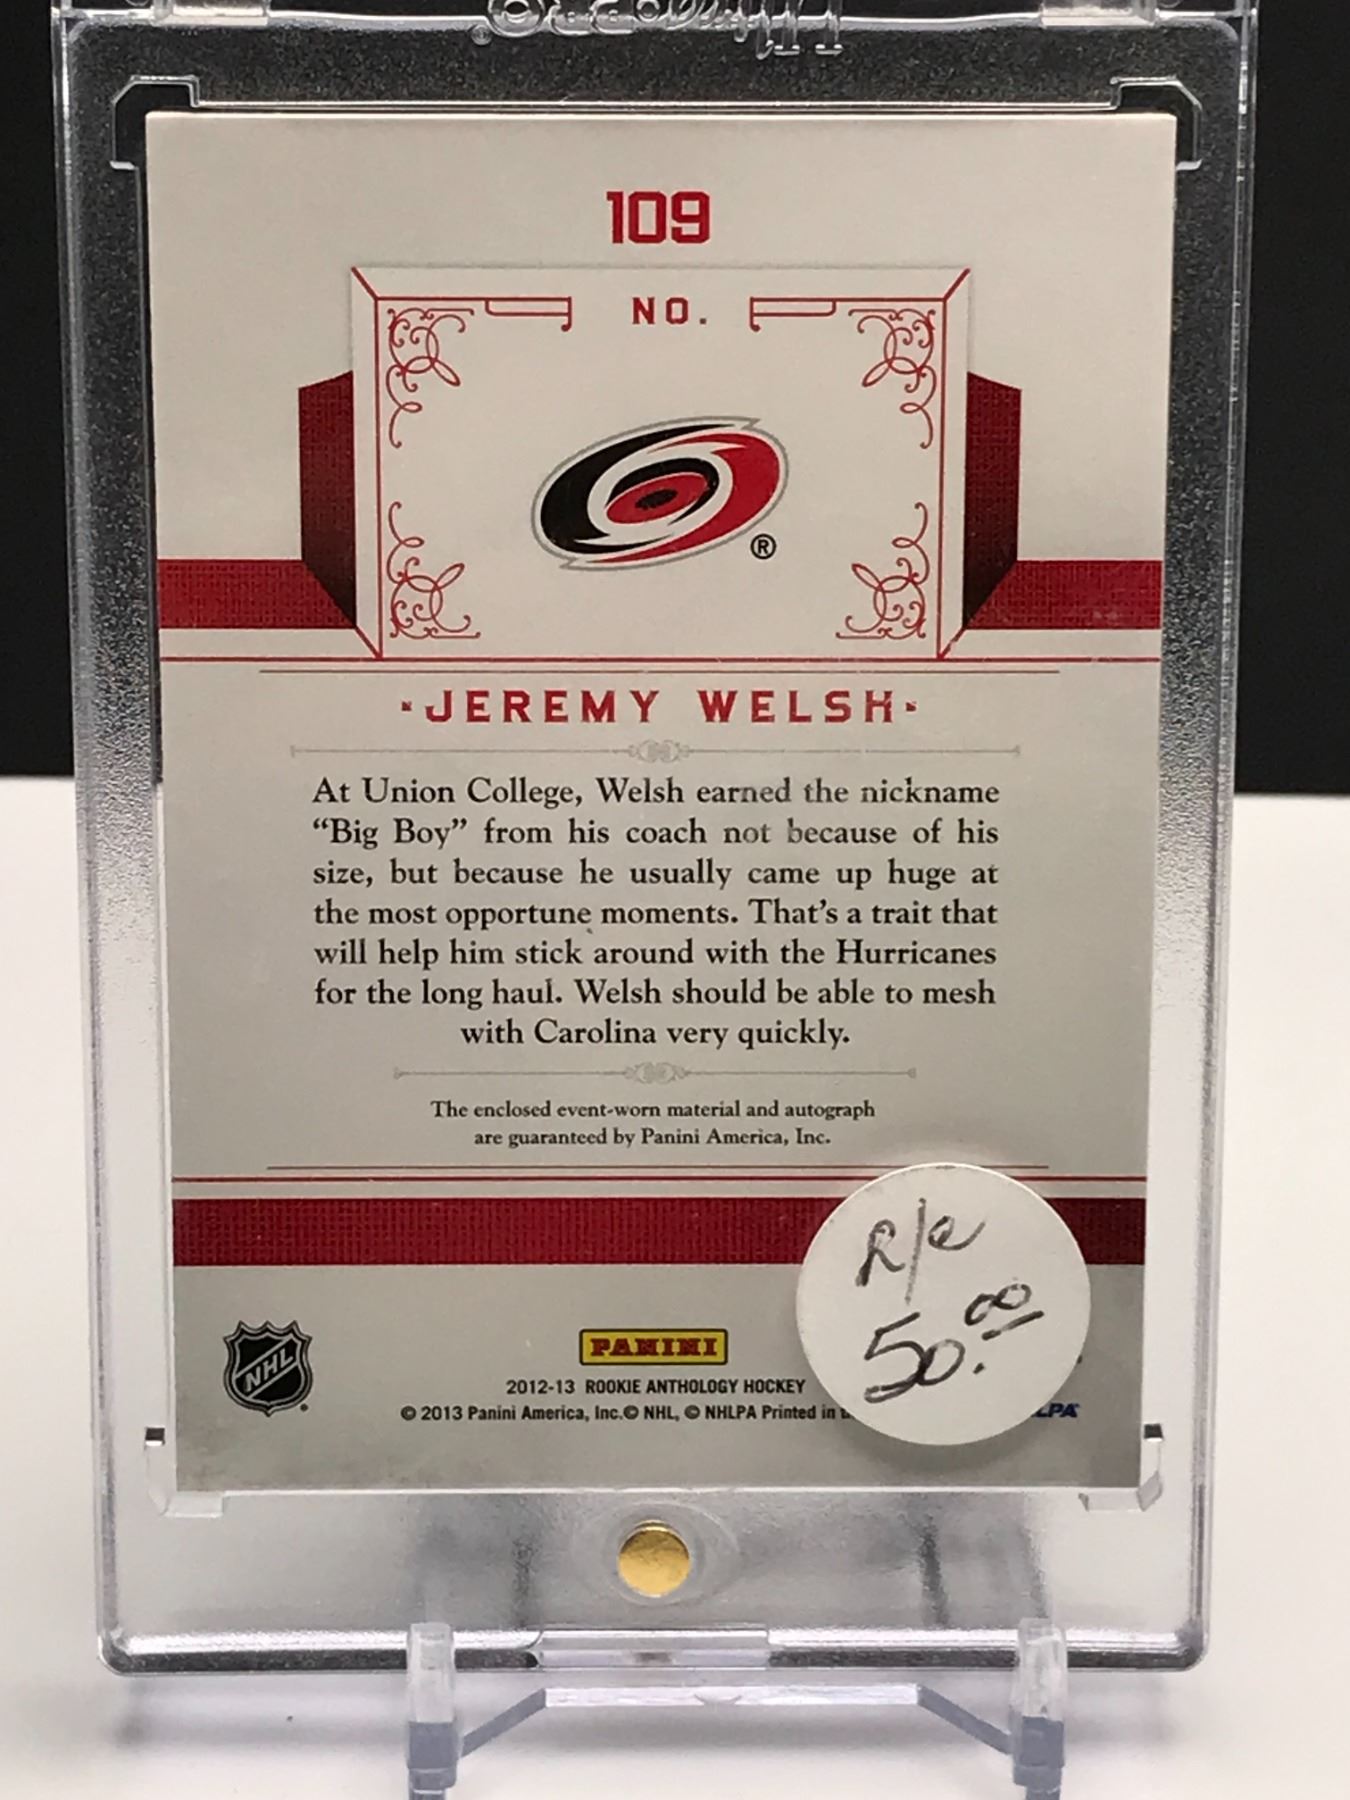 109
NO.
®
·JEREMY WELSH·
At Union College, Welsh earned the nickname
“Big Boy” from his coach not because of his
size, but because he usually came up huge at
the most opportune moments. That’s a trait that
will help him stick around with the Hurricanes
for the long haul. Welsh should be able to mesh
with Carolina very quickly.
The enclosed event-worn material and autograph
are guaranteed by Panini America, Inc.
R/C
50.00
NHL
PANINI
2012-13 ROOKIE ANTHOLOGY HOCKEY
© 2013 Panini America, Inc.© NHL, © NHLPA Printed in
LPA